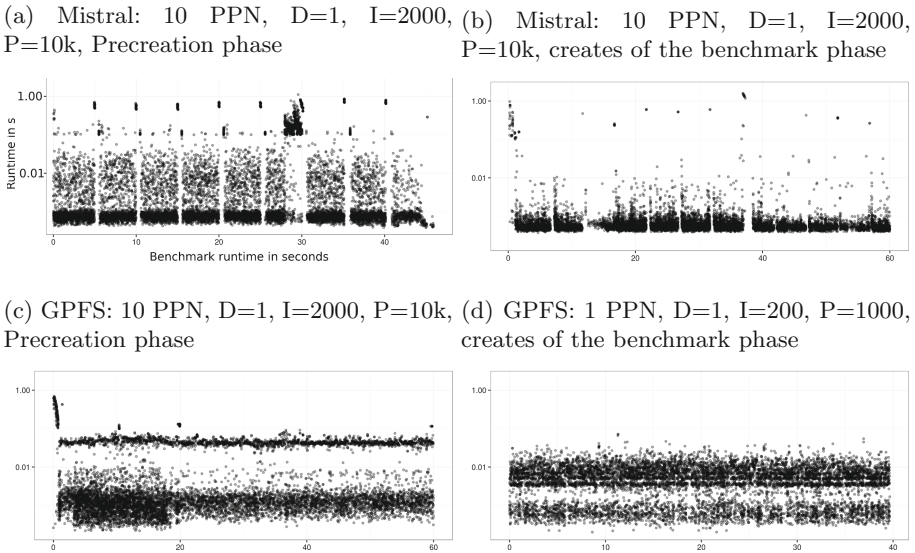 (a) Mistral: 10 PPN, D=1, I=2000,
P=10k, Precreation phase
(b) Mistral: 10 PPN, D=1, I=2000,
P=10k, creates of the benchmark phase
1.00
0.01
Runtime in s
0
10
20
30
40
Benchmark runtime in seconds
1.00
0.01
0
20
40
60
(c) GPFS: 10 PPN, D=1, I=2000, P=10k,
Precreation phase
(d) GPFS: 1 PPN, D=1, I=200, P=1000,
creates of the benchmark phase
1.00
0.01
0
20
40
60
1.00
0.01
0
10
20
30
40